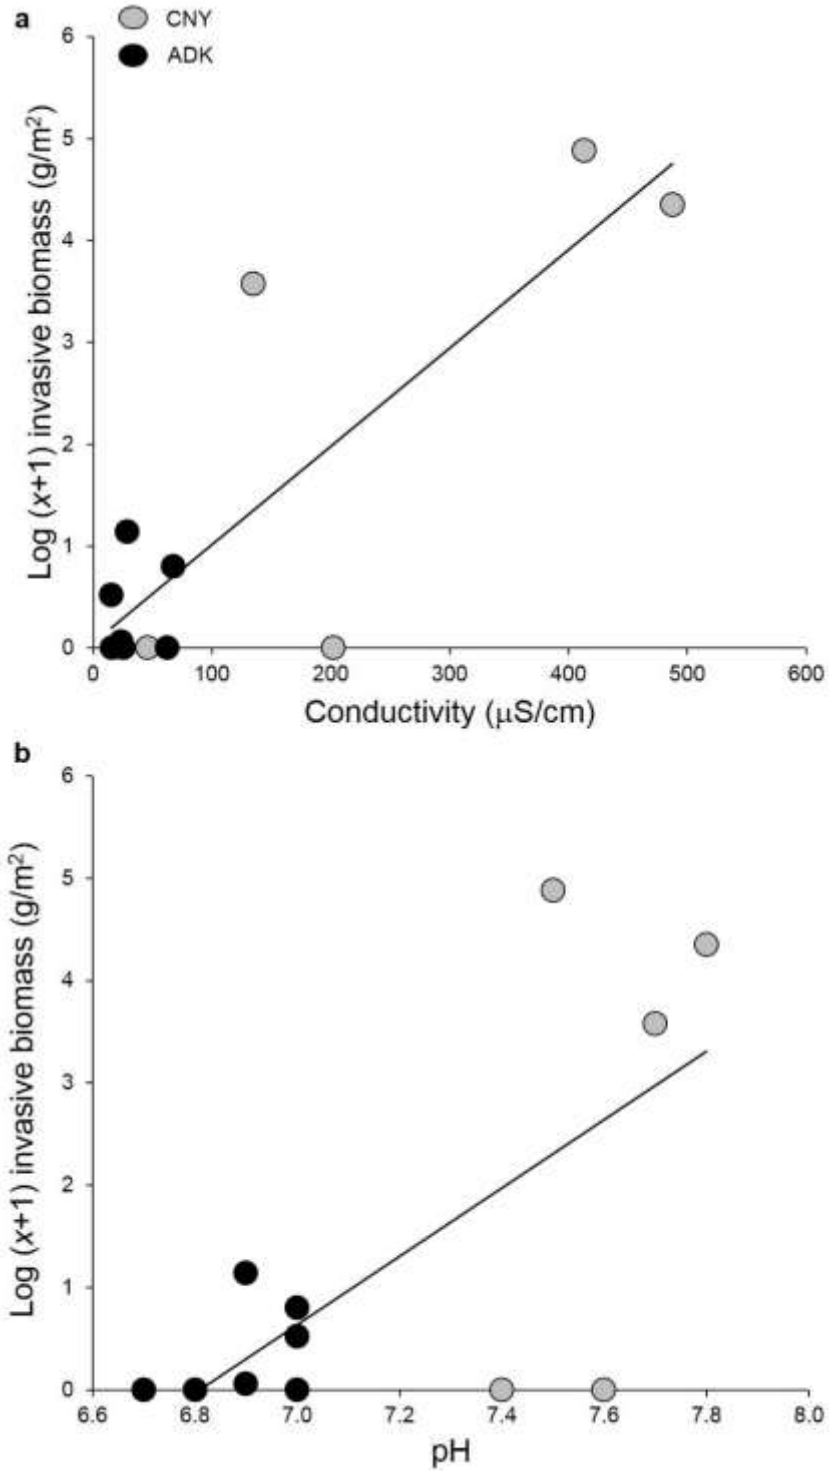 a
CNY
ADK
6
5
4
3
2
1
0
Log (x+1) invasive biomass (g/m²)
0 100 200 300 400 500 600
Conductivity (μS/cm)
b
6
5
4
3
2
1
0
Log (x+1) invasive biomass (g/m²)
6.6 6.8 7.0 7.2 7.4 7.6 7.8 8.0
pH